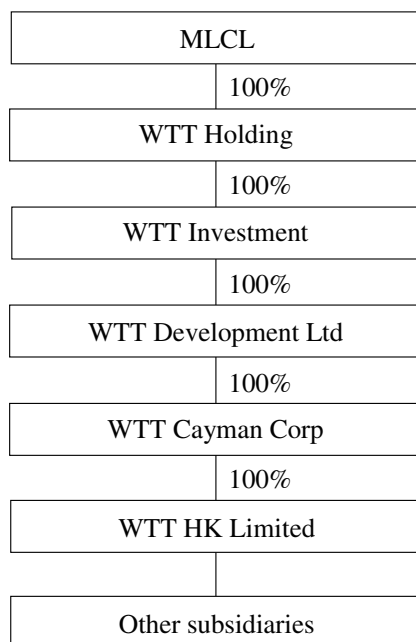 MLCL
100%
WTT Holding
100%
WTT Investment
100%
WTT Development Ltd
100%
WTT Cayman Corp
100%
WTT HK Limited
Other subsidiaries